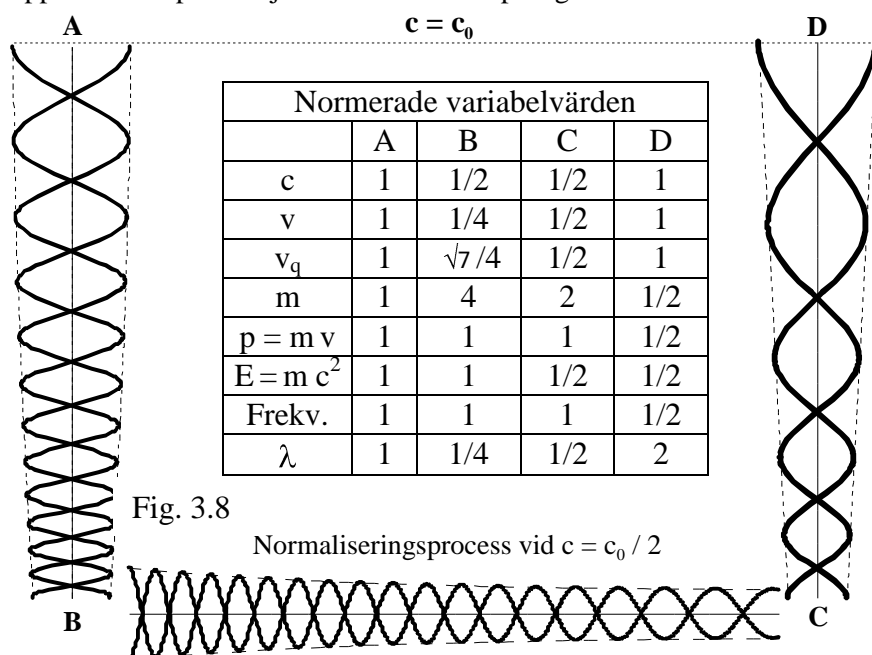 A c = c₀ D
Normerade variabelvärden
A B C D
c 1 1/2 1/2 1
v 1 1/4 1/2 1
v_q 1 √7 /4 1/2 1
m 1 4 2 1/2
p = m v 1 1 1 1/2
E = m c² 1 1 1/2 1/2
Frekv. 1 1 1 1/2
λ 1 1/4 1/2 2
Fig. 3.8
Normaliseringsprocess vid c = c₀ / 2
B C